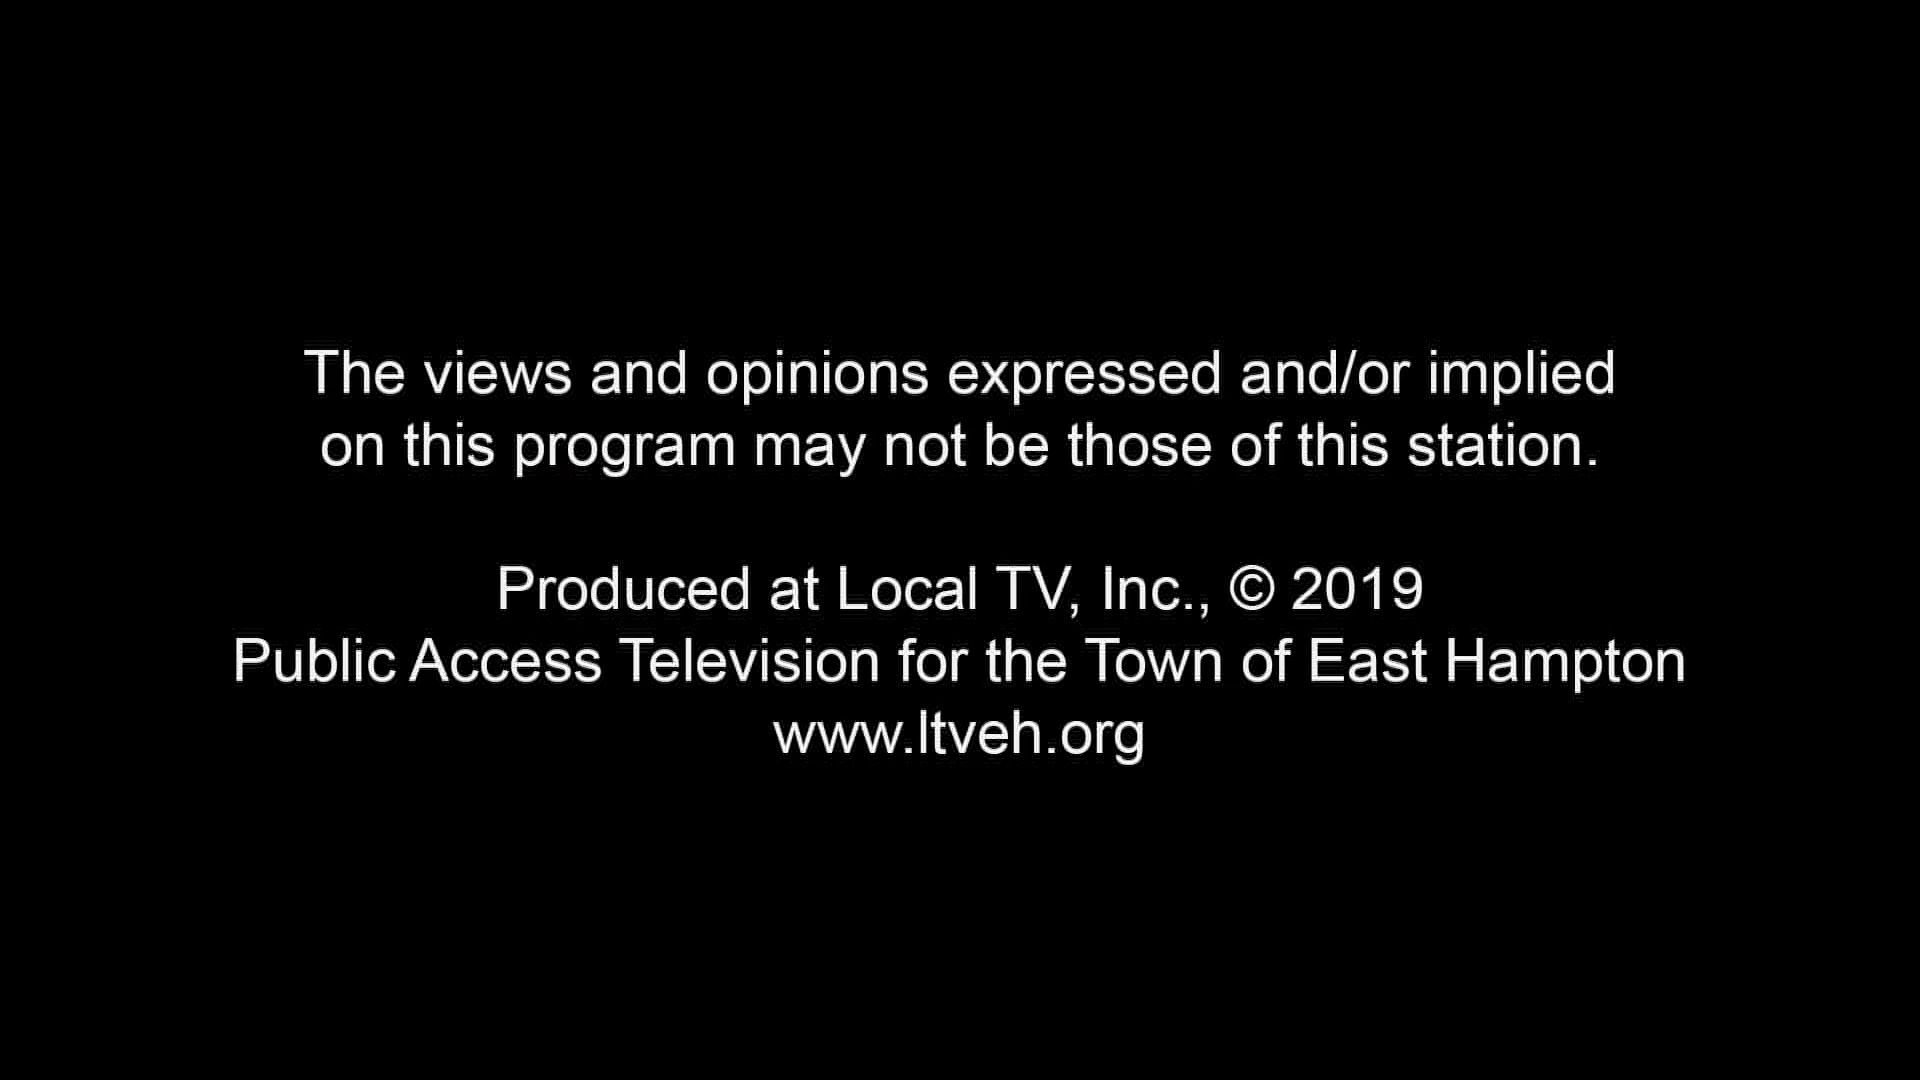 The views and opinions expressed and/or implied
on this program may not be those of this station.
Produced at Local TV, Inc., © 2019
Public Access Television for the Town of East Hampton
www.ltveh.org